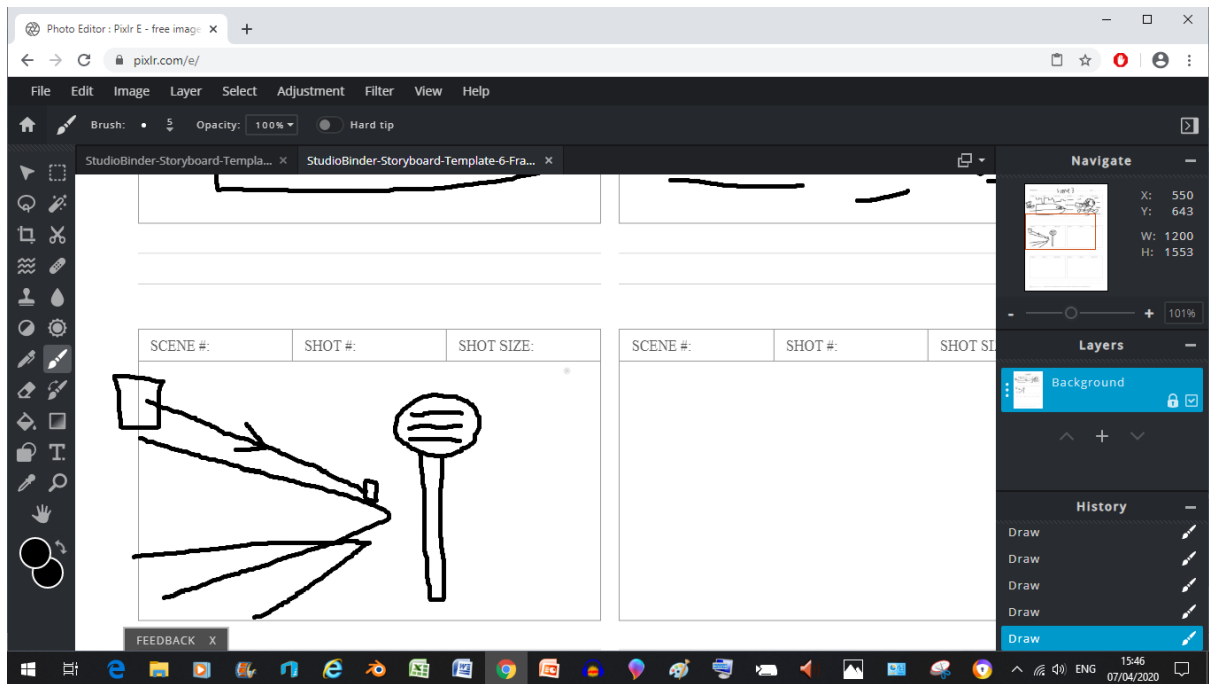 Photo Editor : Pixlr E - free image
pixlr.com/e/
File Edit Image Layer Select Adjustment Filter View Help
Brush: 5 Opacity: 100% Hard tip
StudioBinder-Storyboard-Templa... × StudioBinder-Storyboard-Template-6-Fra... ×
Navigate
X: 550
Y: 643
W: 1200
H: 1553
101%
SCENE #: SHOT #: SHOT SIZE: SCENE #: SHOT #: SHOT SI
Layers
Background
History
Draw
Draw
Draw
Draw
Draw
FEEDBACK X
ENG
15:46
07/04/2020